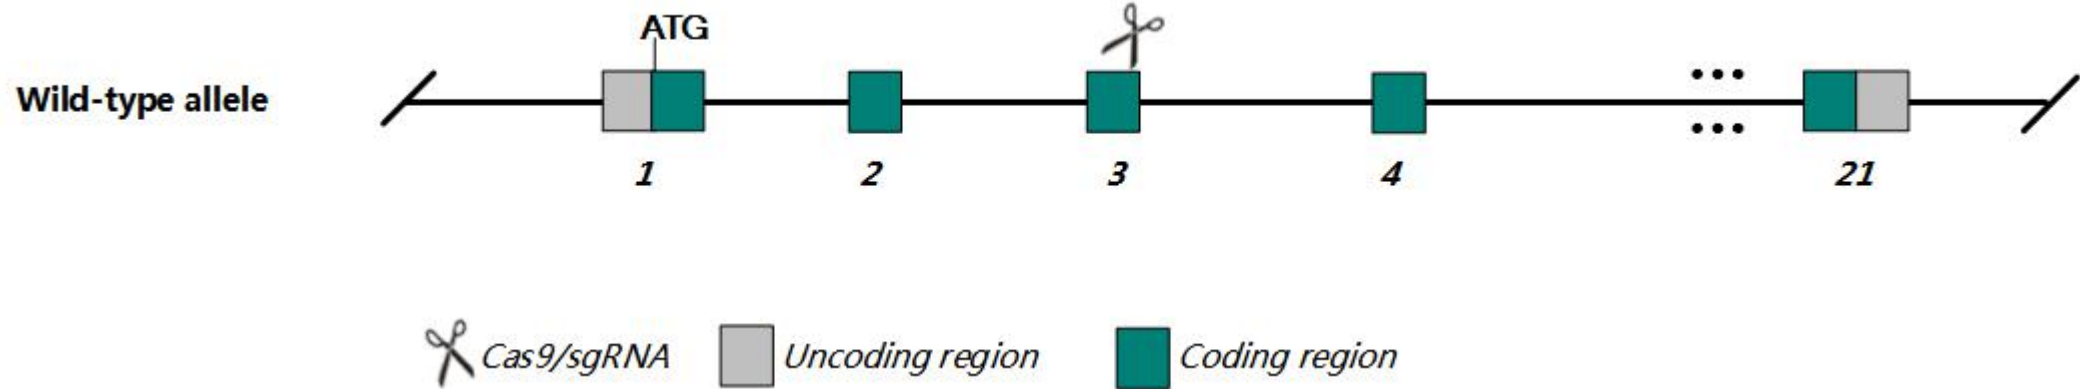 ATG
Wild-type allele
1 2 3 4 21
Cas9/sgRNA Uncoding region Coding region